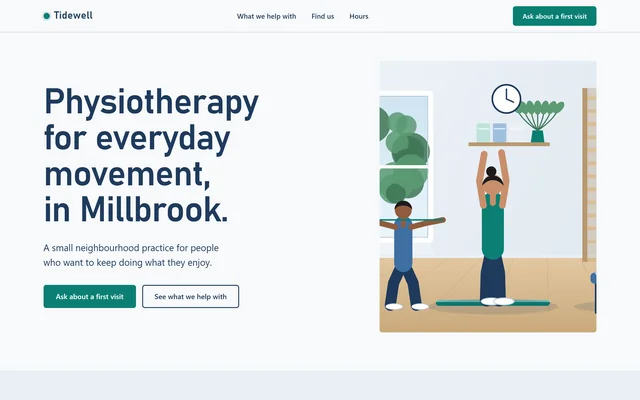 Tidewell
What we help with
Find us
Hours
Ask about a first visit
Physiotherapy
for everyday
movement,
in Millbrook.
A small neighbourhood practice for people
who want to keep doing what they enjoy.
Ask about a first visit
See what we help with